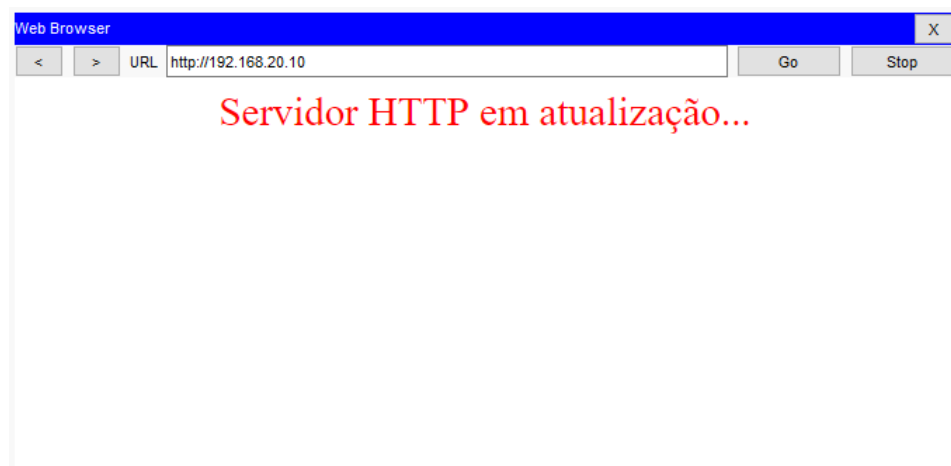 Web Browser X
< > URL http://192.168.20.10 Go Stop
Servidor HTTP em atualização...